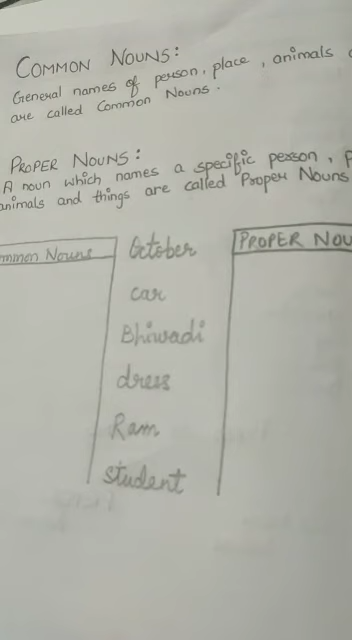 COMMON NOUNS:
General names of person, place, animals
are called Common Nouns.
PROPER NOUNS:
A noun which names a specific person,
animals and things are called Proper Nouns
mmon Nouns
October
PROPER NOU
car
Bhiwadi
dress
Ram
student